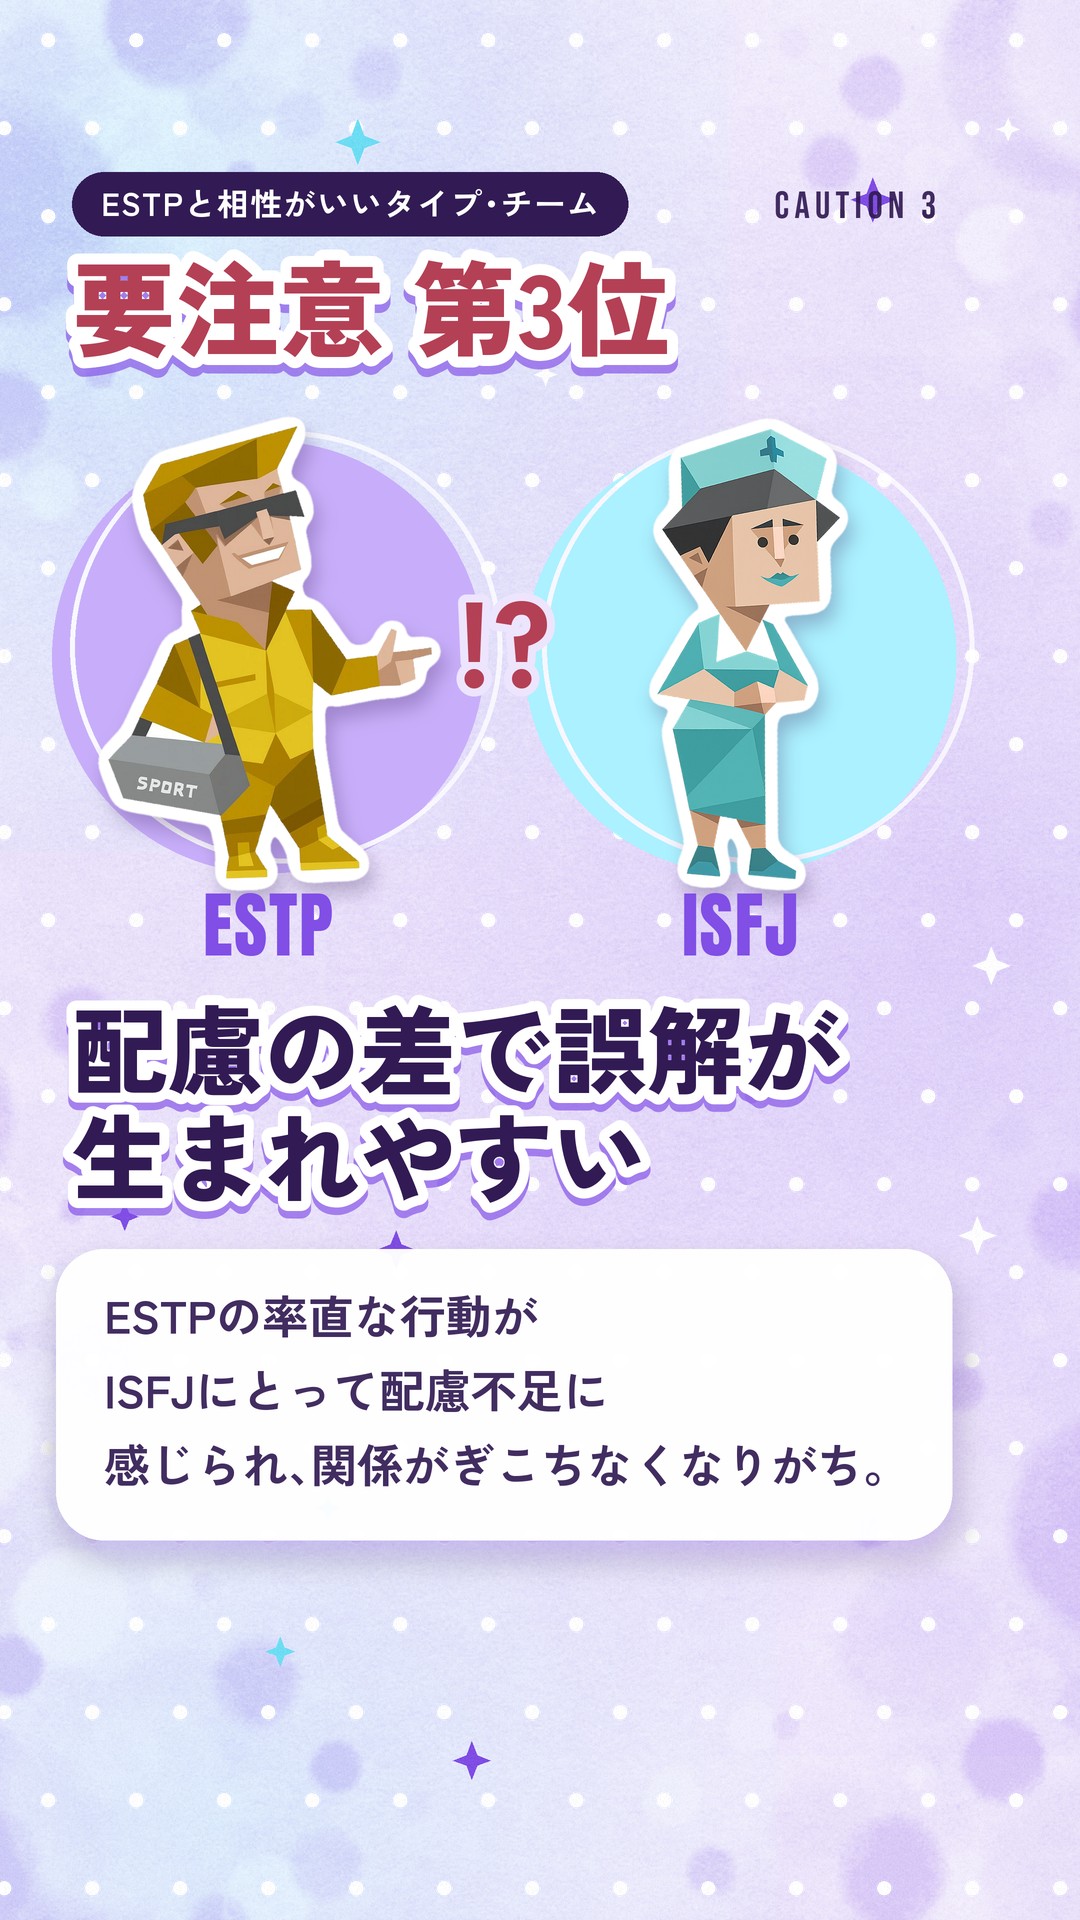 ESTPと相性がいいタイプ・チーム
CAUTION 3
要注意 第3位
!?
SPORT
ESTP
ISFJ
配慮の差で誤解が
生まれやすい
ESTPの率直な行動が
ISFJにとって配慮不足に
感じられ、関係がぎこちなくなりがち。